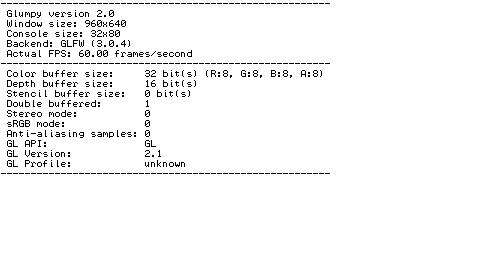 Glumpy version 2.0
Window size: 960x640
Console size: 32x80
Backend: GLFW (3.0.4)
Actual FPS: 60.00 frames/second
Color buffer size: 32 bit(s) (R:8, G:8, B:8, A:8)
Depth buffer size: 16 bit(s)
Stencil buffer size: 0 bit(s)
Double buffered: 1
Stereo mode: 0
sRGB mode: 0
Anti-aliasing samples: 0
GL API: GL
GL Version: 2.1
GL Profile: unknown